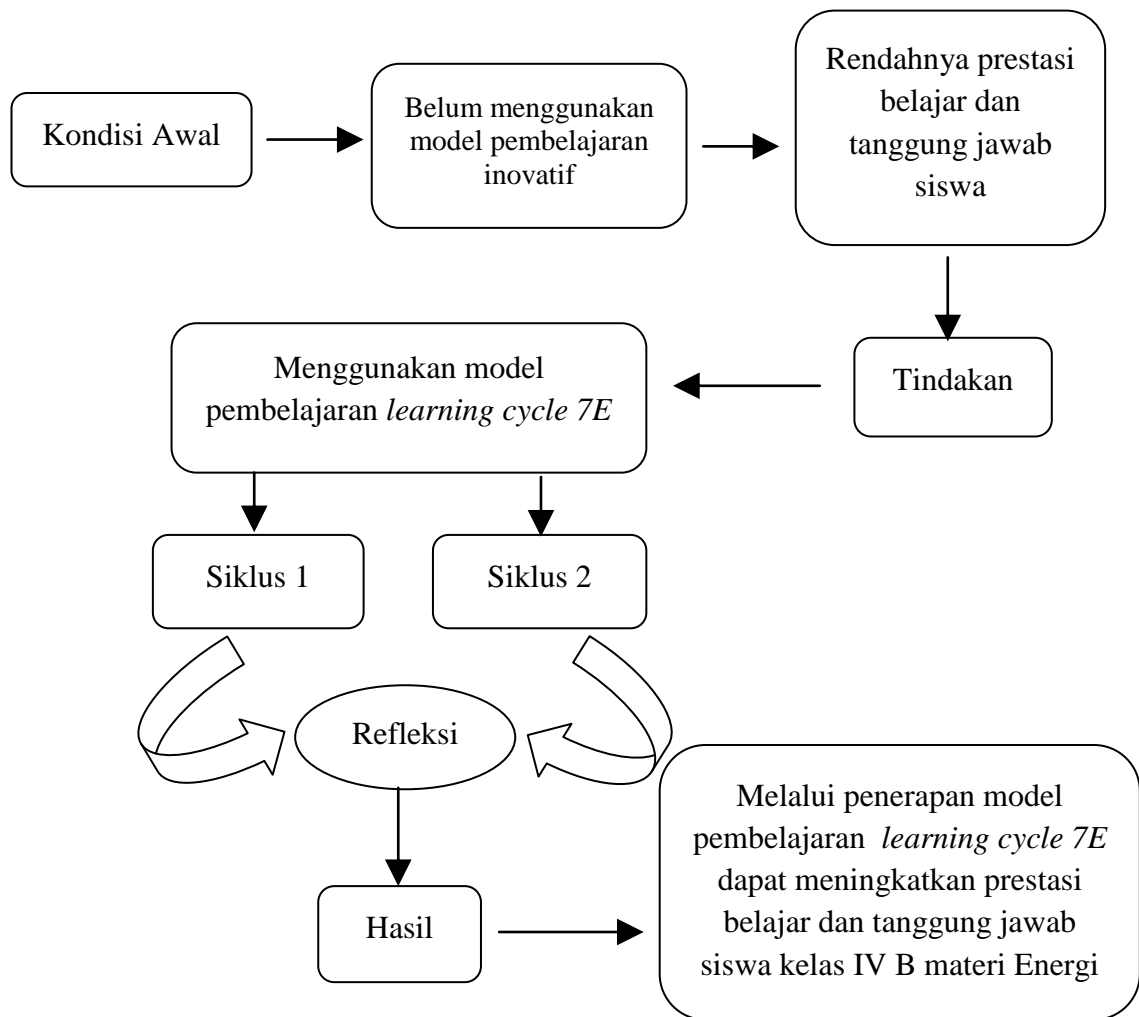 Kondisi Awal
Belum menggunakan
model pembelajaran
inovatif
Rendahnya prestasi
belajar dan
tanggung jawab
siswa
Tindakan
Menggunakan model
pembelajaran learning cycle 7E
Siklus 1
Siklus 2
Refleksi
Hasil
Melalui penerapan model
pembelajaran learning cycle 7E
dapat meningkatkan prestasi
belajar dan tanggung jawab
siswa kelas IV B materi Energi